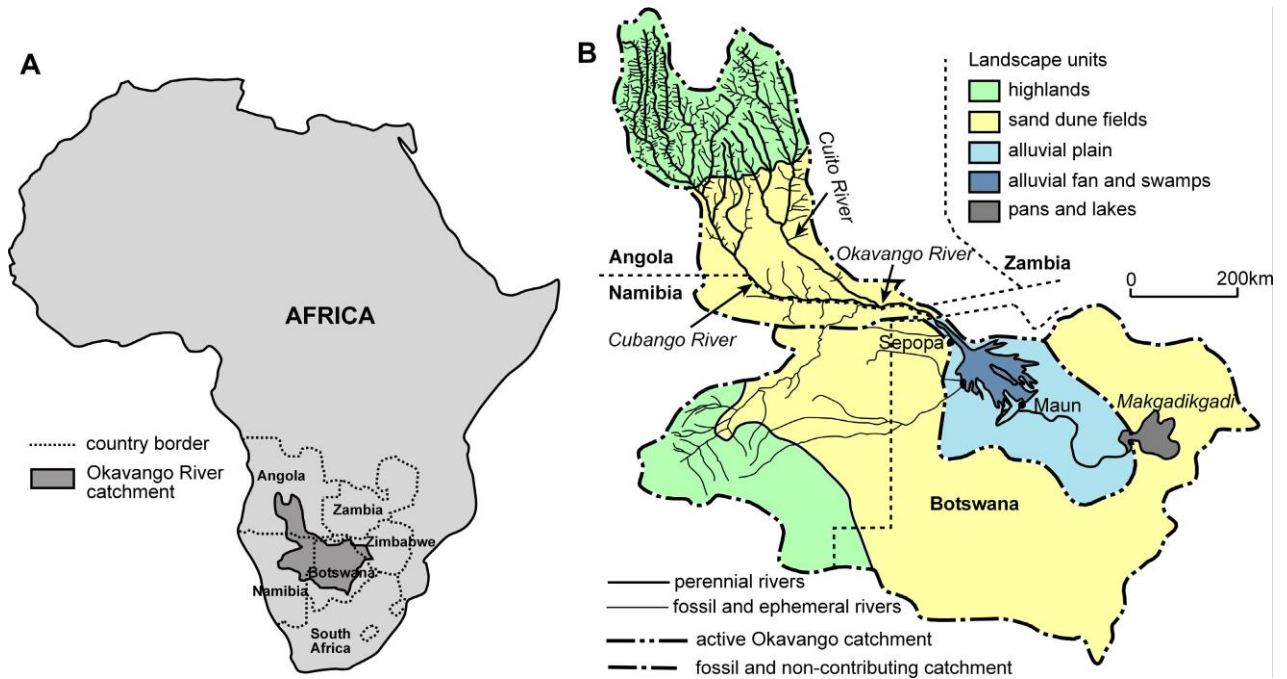 A
AFRICA
country border
Okavango River
catchment
Angola
Zambia
Zimbabwe
Botswana
Namibia
South
Africa
B
Landscape units
highlands
sand dune fields
alluvial plain
alluvial fan and swamps
pans and lakes
Cuito River
Okavango River
Angola
Namibia
Zambia
0 200km
Cubango River
Sepopa
Maun
Makgadikgadi
Botswana
perennial rivers
fossil and ephemeral rivers
active Okavango catchment
fossil and non-contributing catchment